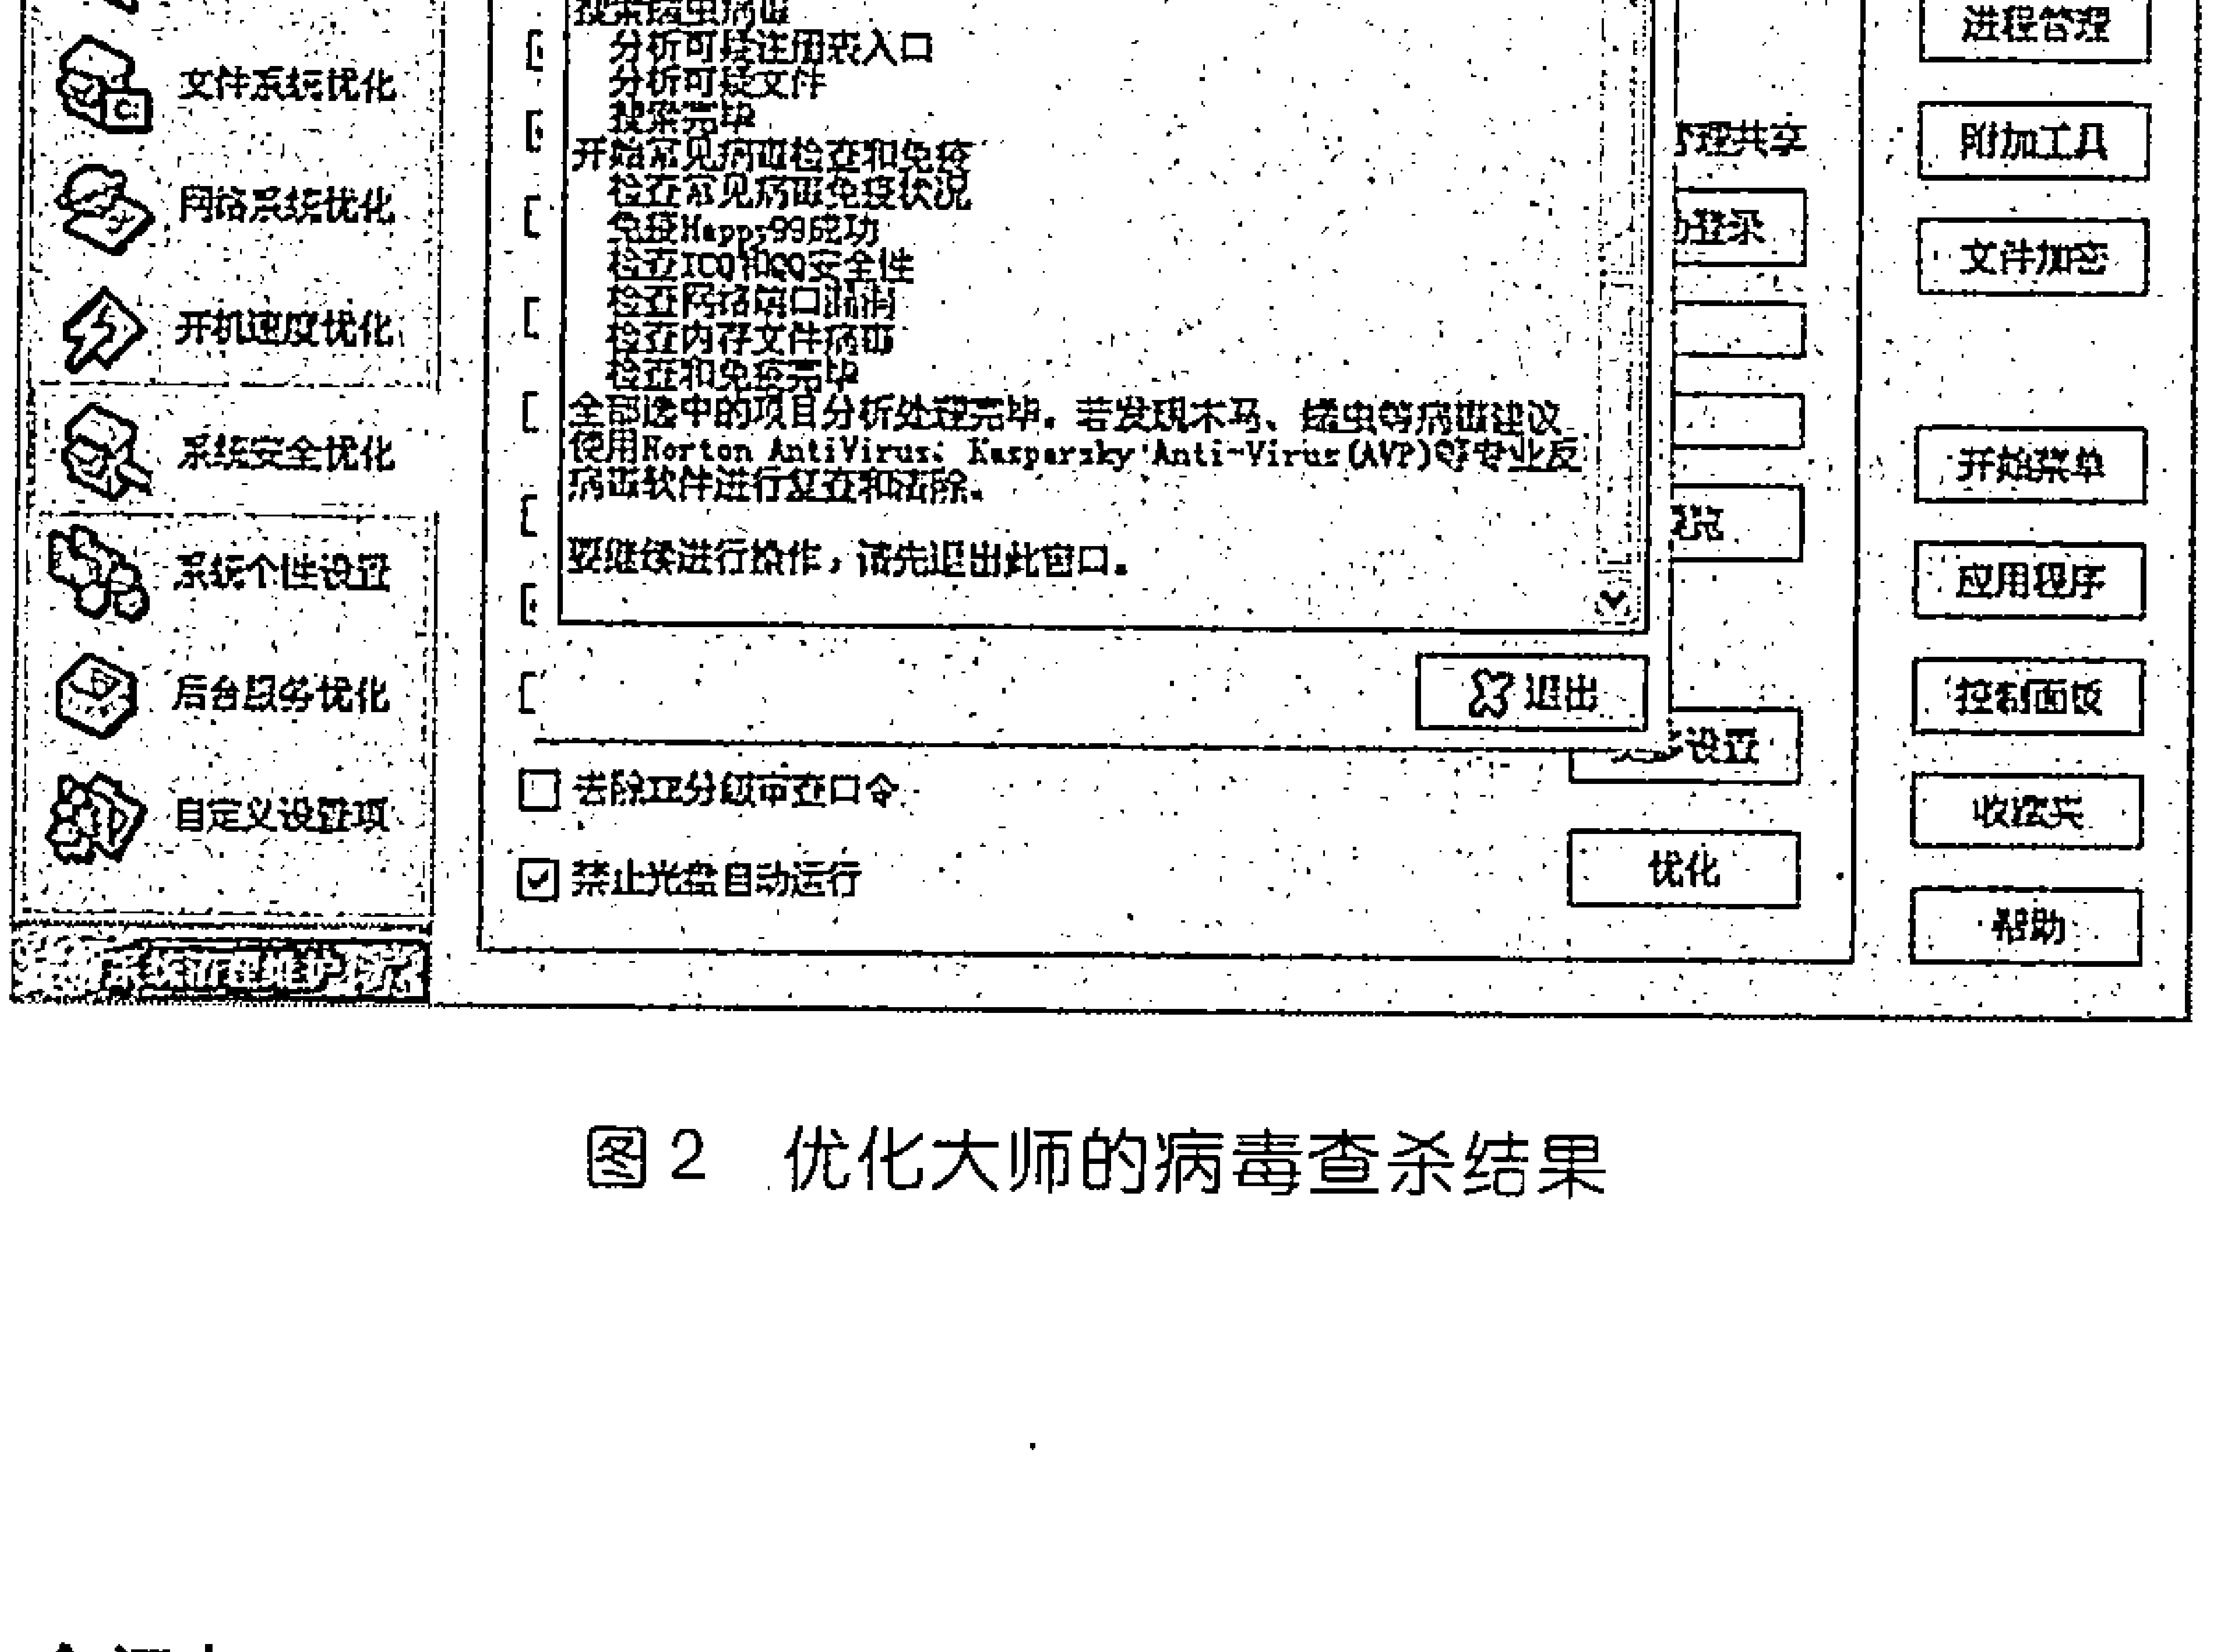 文件系统优化
网络系统优化
开机速度优化
系统安全优化
系统个性设置
后台服务优化
自定义设置项
搜索蠕虫病毒
分析可疑注册表入口
分析可疑文件
搜索完毕
开始常见病毒检查和免疫
检查常见病毒免疫状况
免疫Happy99成功
检查ICQ和QQ安全性
检查网络端口漏洞
检查内存文件病毒
检查和免疫完毕
全部选中的项目分析处理完毕。若发现木马、蠕虫等病毒建议
使用Norton AntiVirus、Kaspersky Anti-Virus(AVP)等专业反
病毒软件进行复查和清除。
要继续进行操作，请先退出此窗口。
退出
理共享
登录
览
设置
去除 分级审查口令
禁止光盘自动运行
优化
进程管理
附加工具
文件加密
开始菜单
应用程序
控制面板
收藏夹
帮助
图2 优化大师的病毒查杀结果